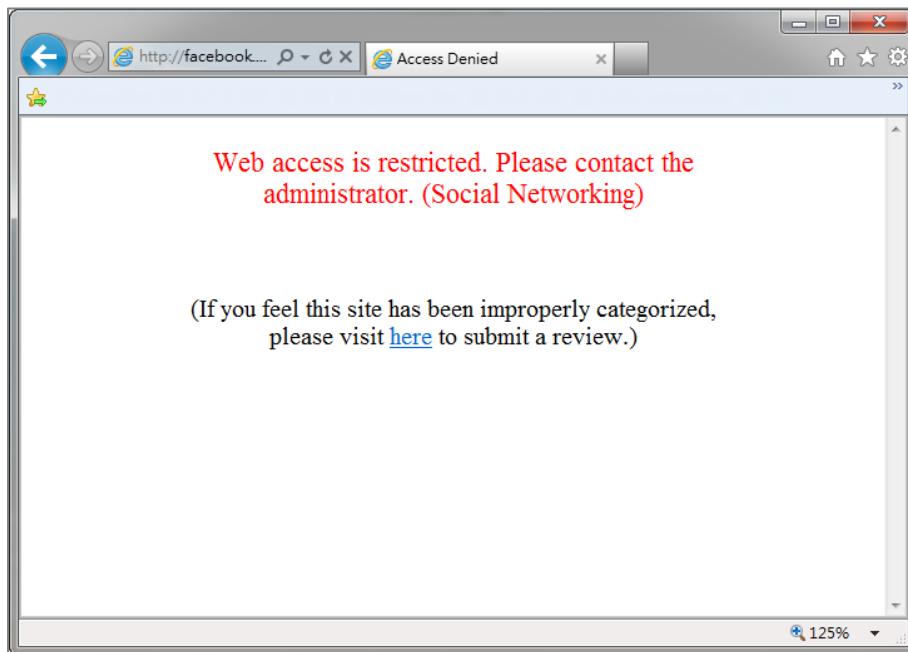 http://facebook....
Access Denied
Web access is restricted. Please contact the
administrator. (Social Networking)
(If you feel this site has been improperly categorized,
please visit here to submit a review.)
125%